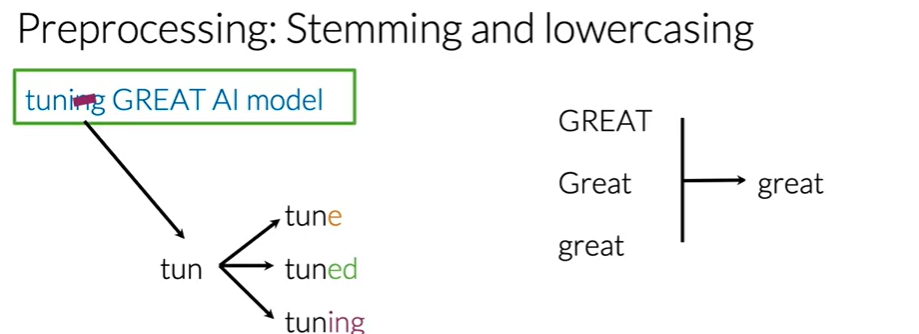 Preprocessing: Stemming and lowercasing
tuning GREAT AI model
tun
tune
tuned
tuning
GREAT
Great
great
great